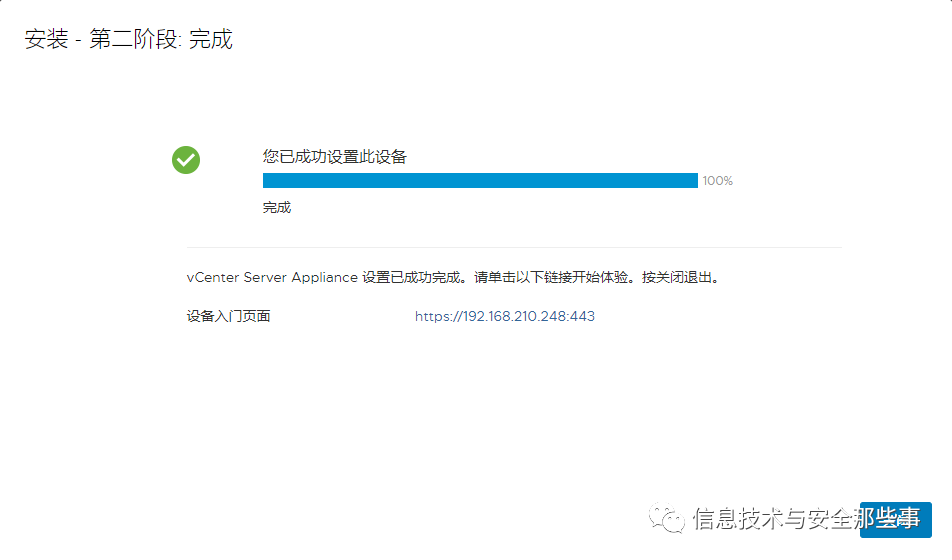 安装 - 第二阶段: 完成
您已成功设置此设备
100%
完成
vCenter Server Appliance 设置已成功完成。请单击以下链接开始体验。按关闭退出。
设备入门页面 https://192.168.210.248:443
信息技术与安全那些事